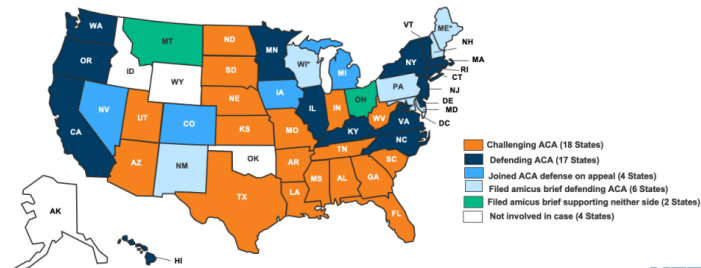 WA
VT
ME*
MT
ND
MN
NH
OR
ID
SD
WI*
MI
NY
MA
RI
CT
WY
IA
PA
NJ
NE
OH
DE
NV
UT
CO
IL
IN
WV
MD
VA
DC
CA
KS
MO
KY
NC
TN
AZ
NM
OK
AR
SC
MS
AL
GA
TX
LA
FL
AK
HI
Challenging ACA (18 States)
Defending ACA (17 States)
Joined ACA defense on appeal (4 States)
Filed amicus brief defending ACA (6 States)
Filed amicus brief supporting neither side (2 States)
Not involved in case (4 States)